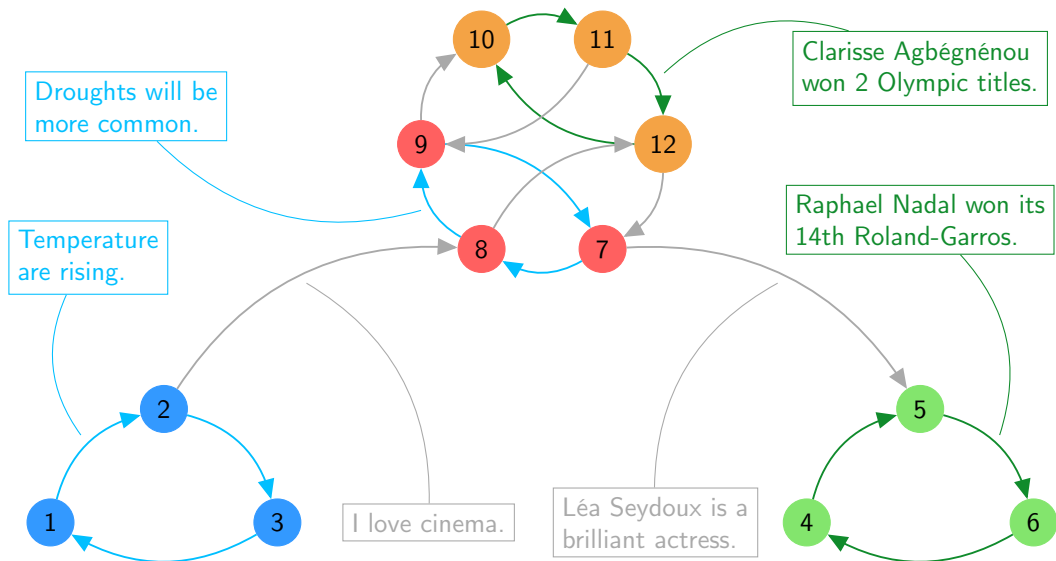 10
11
Clarisse Agbégnénou
won 2 Olympic titles.
Droughts will be
more common.
9
12
Raphael Nadal won its
14th Roland-Garros.
Temperature
are rising.
8
7
2
5
1
3
I love cinema.
Léa Seydoux is a
brilliant actress.
4
6